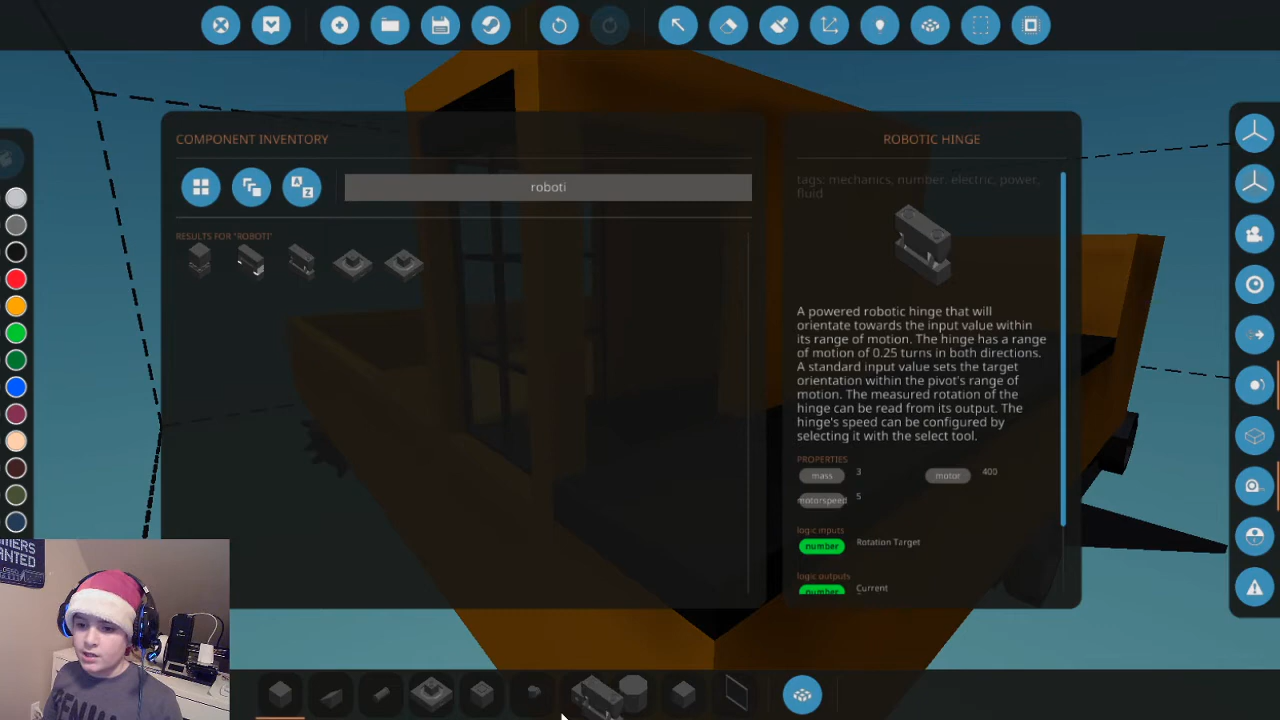 COMPONENT INVENTORY
roboti
RESULTS FOR "ROBOTI"
ROBOTIC HINGE
tags: mechanics, number, electric, power,
fluid
A powered robotic hinge that will
orientate towards the input value within
its range of motion. The hinge has a range
of motion of 0.25 turns in both directions.
A standard input value sets the target
orientation within the pivot's range of
motion. The measured rotation of the
hinge can be read from its output. The
hinge's speed can be configured by
selecting it with the select tool.
PROPERTIES
mass 3 motor 400
motorspeed 5
logic inputs
number Rotation Target
logic outputs
number Current